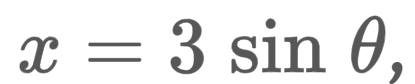 x = 3 sin θ,